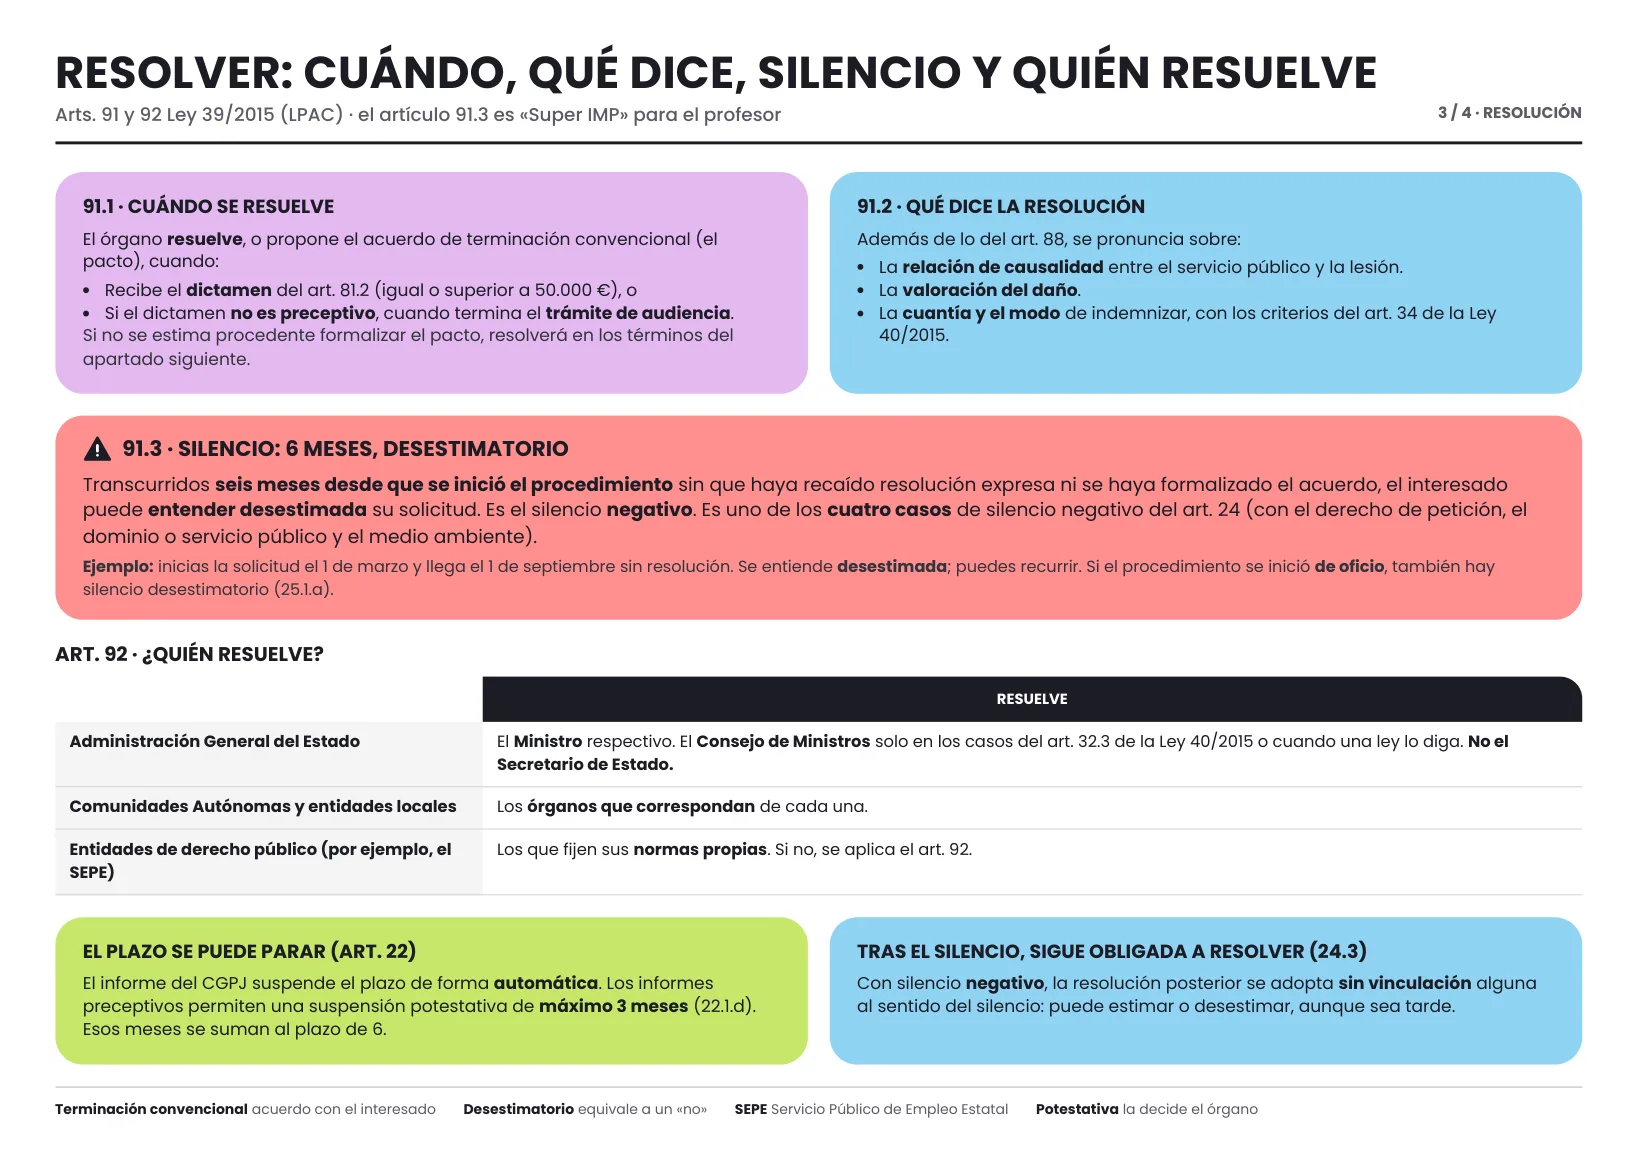 RESOLVER: CUÁNDO, QUÉ DICE, SILENCIO Y QUIÉN RESUELVE
Arts. 91 y 92 Ley 39/2015 (LPAC) · el artículo 91.3 es «Super IMP» para el profesor
3 / 4 · RESOLUCIÓN
91.1 · CUÁNDO SE RESUELVE
El órgano resuelve, o propone el acuerdo de terminación convencional (el
pacto), cuando:
• Recibe el dictamen del art. 81.2 (igual o superior a 50.000 €), o
• Si el dictamen no es preceptivo, cuando termina el trámite de audiencia.
Si no se estima procedente formalizar el pacto, resolverá en los términos del
apartado siguiente.
91.2 · QUÉ DICE LA RESOLUCIÓN
Además de lo del art. 88, se pronuncia sobre:
• La relación de causalidad entre el servicio público y la lesión.
• La valoración del daño.
• La cuantía y el modo de indemnizar, con los criterios del art. 34 de la Ley
40/2015.
91.3 · SILENCIO: 6 MESES, DESESTIMATORIO
Transcurridos seis meses desde que se inició el procedimiento sin que haya recaído resolución expresa ni se haya formalizado el acuerdo, el interesado
puede entender desestimada su solicitud. Es el silencio negativo. Es uno de los cuatro casos de silencio negativo del art. 24 (con el derecho de petición, el
dominio o servicio público y el medio ambiente).
Ejemplo: inicias la solicitud el 1 de marzo y llega el 1 de septiembre sin resolución. Se entiende desestimada; puedes recurrir. Si el procedimiento se inició de oficio, también hay
silencio desestimatorio (25.1.a).
ART. 92 · ¿QUIÉN RESUELVE?
RESUELVE
Administración General del Estado
El Ministro respectivo. El Consejo de Ministros solo en los casos del art. 32.3 de la Ley 40/2015 o cuando una ley lo diga. No el
Secretario de Estado.
Comunidades Autónomas y entidades locales
Los órganos que correspondan de cada una.
Entidades de derecho público (por ejemplo, el
SEPE)
Los que fijen sus normas propias. Si no, se aplica el art. 92.
EL PLAZO SE PUEDE PARAR (ART. 22)
El informe del CGPJ suspende el plazo de forma automática. Los informes
preceptivos permiten una suspensión potestativa de máximo 3 meses (22.1.d).
Esos meses se suman al plazo de 6.
TRAS EL SILENCIO, SIGUE OBLIGADA A RESOLVER (24.3)
Con silencio negativo, la resolución posterior se adopta sin vinculación alguna
al sentido del silencio: puede estimar o desestimar, aunque sea tarde.
Terminación convencional acuerdo con el interesado
Desestimatorio equivale a un «no»
SEPE Servicio Público de Empleo Estatal
Potestativa la decide el órgano